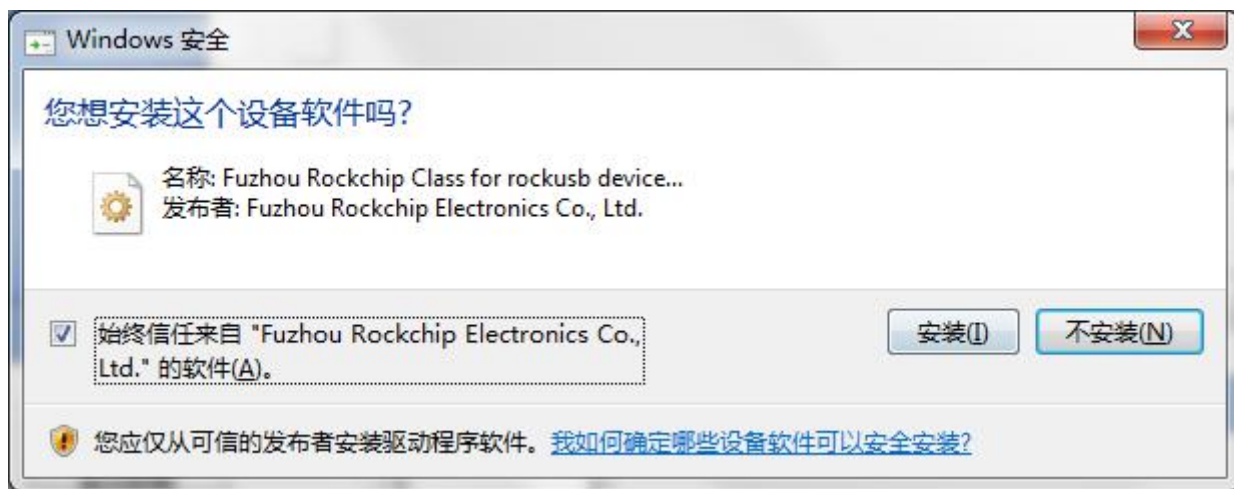 Windows 安全
您想安装这个设备软件吗?
名称: Fuzhou Rockchip Class for rockusb device...
发布者: Fuzhou Rockchip Electronics Co., Ltd.
始终信任来自 "Fuzhou Rockchip Electronics Co.,
Ltd." 的软件(A)。
安装(I)
不安装(N)
您应仅从可信的发布者安装驱动程序软件。我如何确定哪些设备软件可以安全安装?